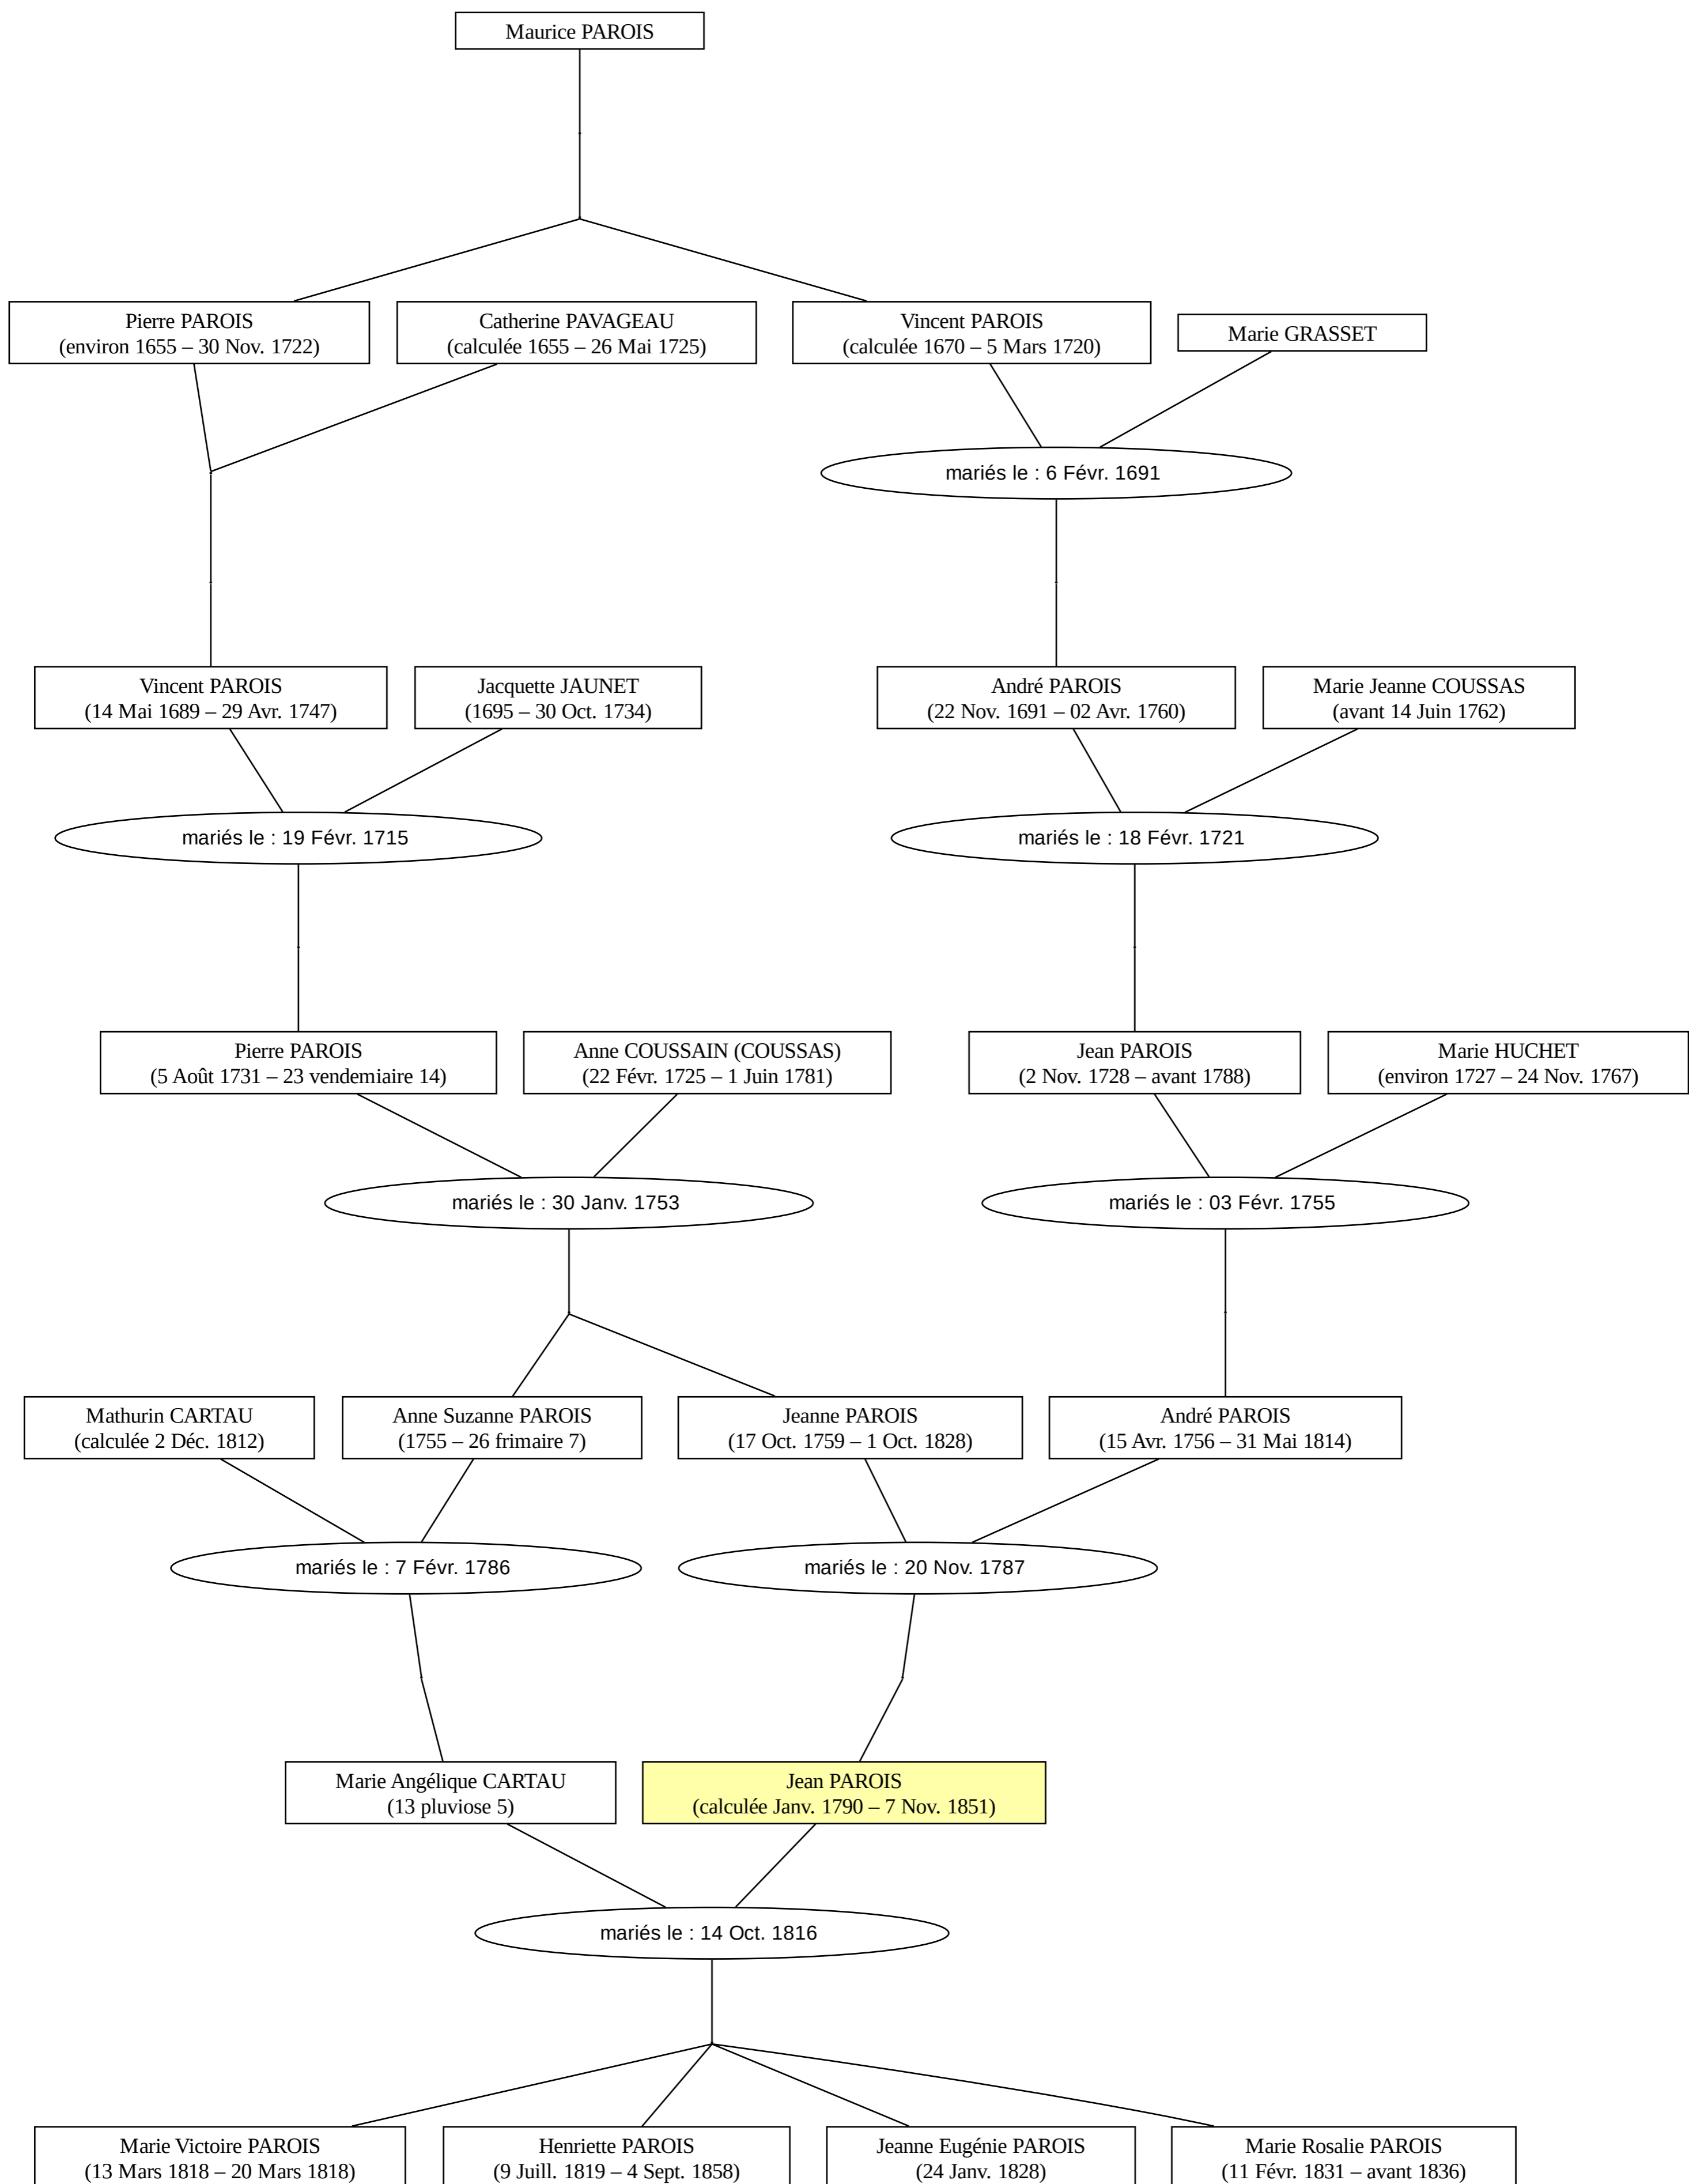 Maurice PAROIS
Pierre PAROIS
(environ 1655 – 30 Nov. 1722)
Catherine PAVAGEAU
(calculée 1655 – 26 Mai 1725)
Vincent PAROIS
(calculée 1670 – 5 Mars 1720)
Marie GRASSET
mariés le : 6 Févr. 1691
Vincent PAROIS
(14 Mai 1689 – 29 Avr. 1747)
Jacquette JAUNET
(1695 – 30 Oct. 1734)
André PAROIS
(22 Nov. 1691 – 02 Avr. 1760)
Marie Jeanne COUSSAS
(avant 14 Juin 1762)
mariés le : 19 Févr. 1715
mariés le : 18 Févr. 1721
Pierre PAROIS
(5 Août 1731 – 23 vendemiaire 14)
Anne COUSSAIN (COUSSAS)
(22 Févr. 1725 – 1 Juin 1781)
Jean PAROIS
(2 Nov. 1728 – avant 1788)
Marie HUCHET
(environ 1727 – 24 Nov. 1767)
mariés le : 30 Janv. 1753
mariés le : 03 Févr. 1755
Mathurin CARTAU
(calculée 2 Déc. 1812)
Anne Suzanne PAROIS
(1755 – 26 frimaire 7)
Jeanne PAROIS
(17 Oct. 1759 – 1 Oct. 1828)
André PAROIS
(15 Avr. 1756 – 31 Mai 1814)
mariés le : 7 Févr. 1786
mariés le : 20 Nov. 1787
Marie Angélique CARTAU
(13 pluviose 5)
Jean PAROIS
(calculée Janv. 1790 – 7 Nov. 1851)
mariés le : 14 Oct. 1816
Marie Victoire PAROIS
(13 Mars 1818 – 20 Mars 1818)
Henriette PAROIS
(9 Juill. 1819 – 4 Sept. 1858)
Jeanne Eugénie PAROIS
(24 Janv. 1828)
Marie Rosalie PAROIS
(11 Févr. 1831 – avant 1836)